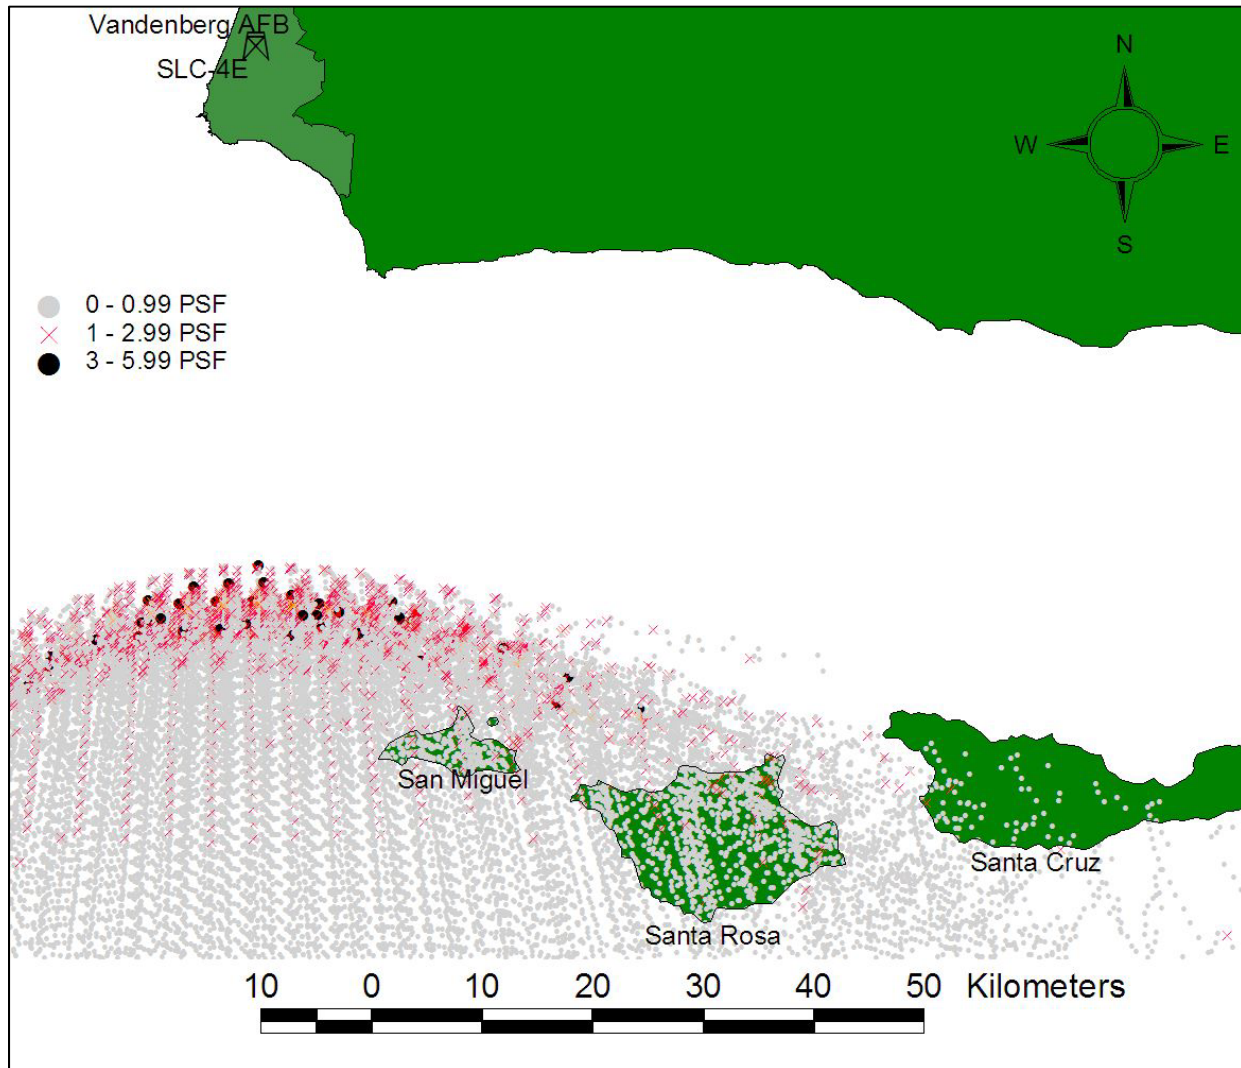 Vandenberg AFB
SLC-4E
N
W
E
S
0 - 0.99 PSF
1 - 2.99 PSF
3 - 5.99 PSF
San Miguel
Santa Cruz
Santa Rosa
10 0 10 20 30 40 50 Kilometers